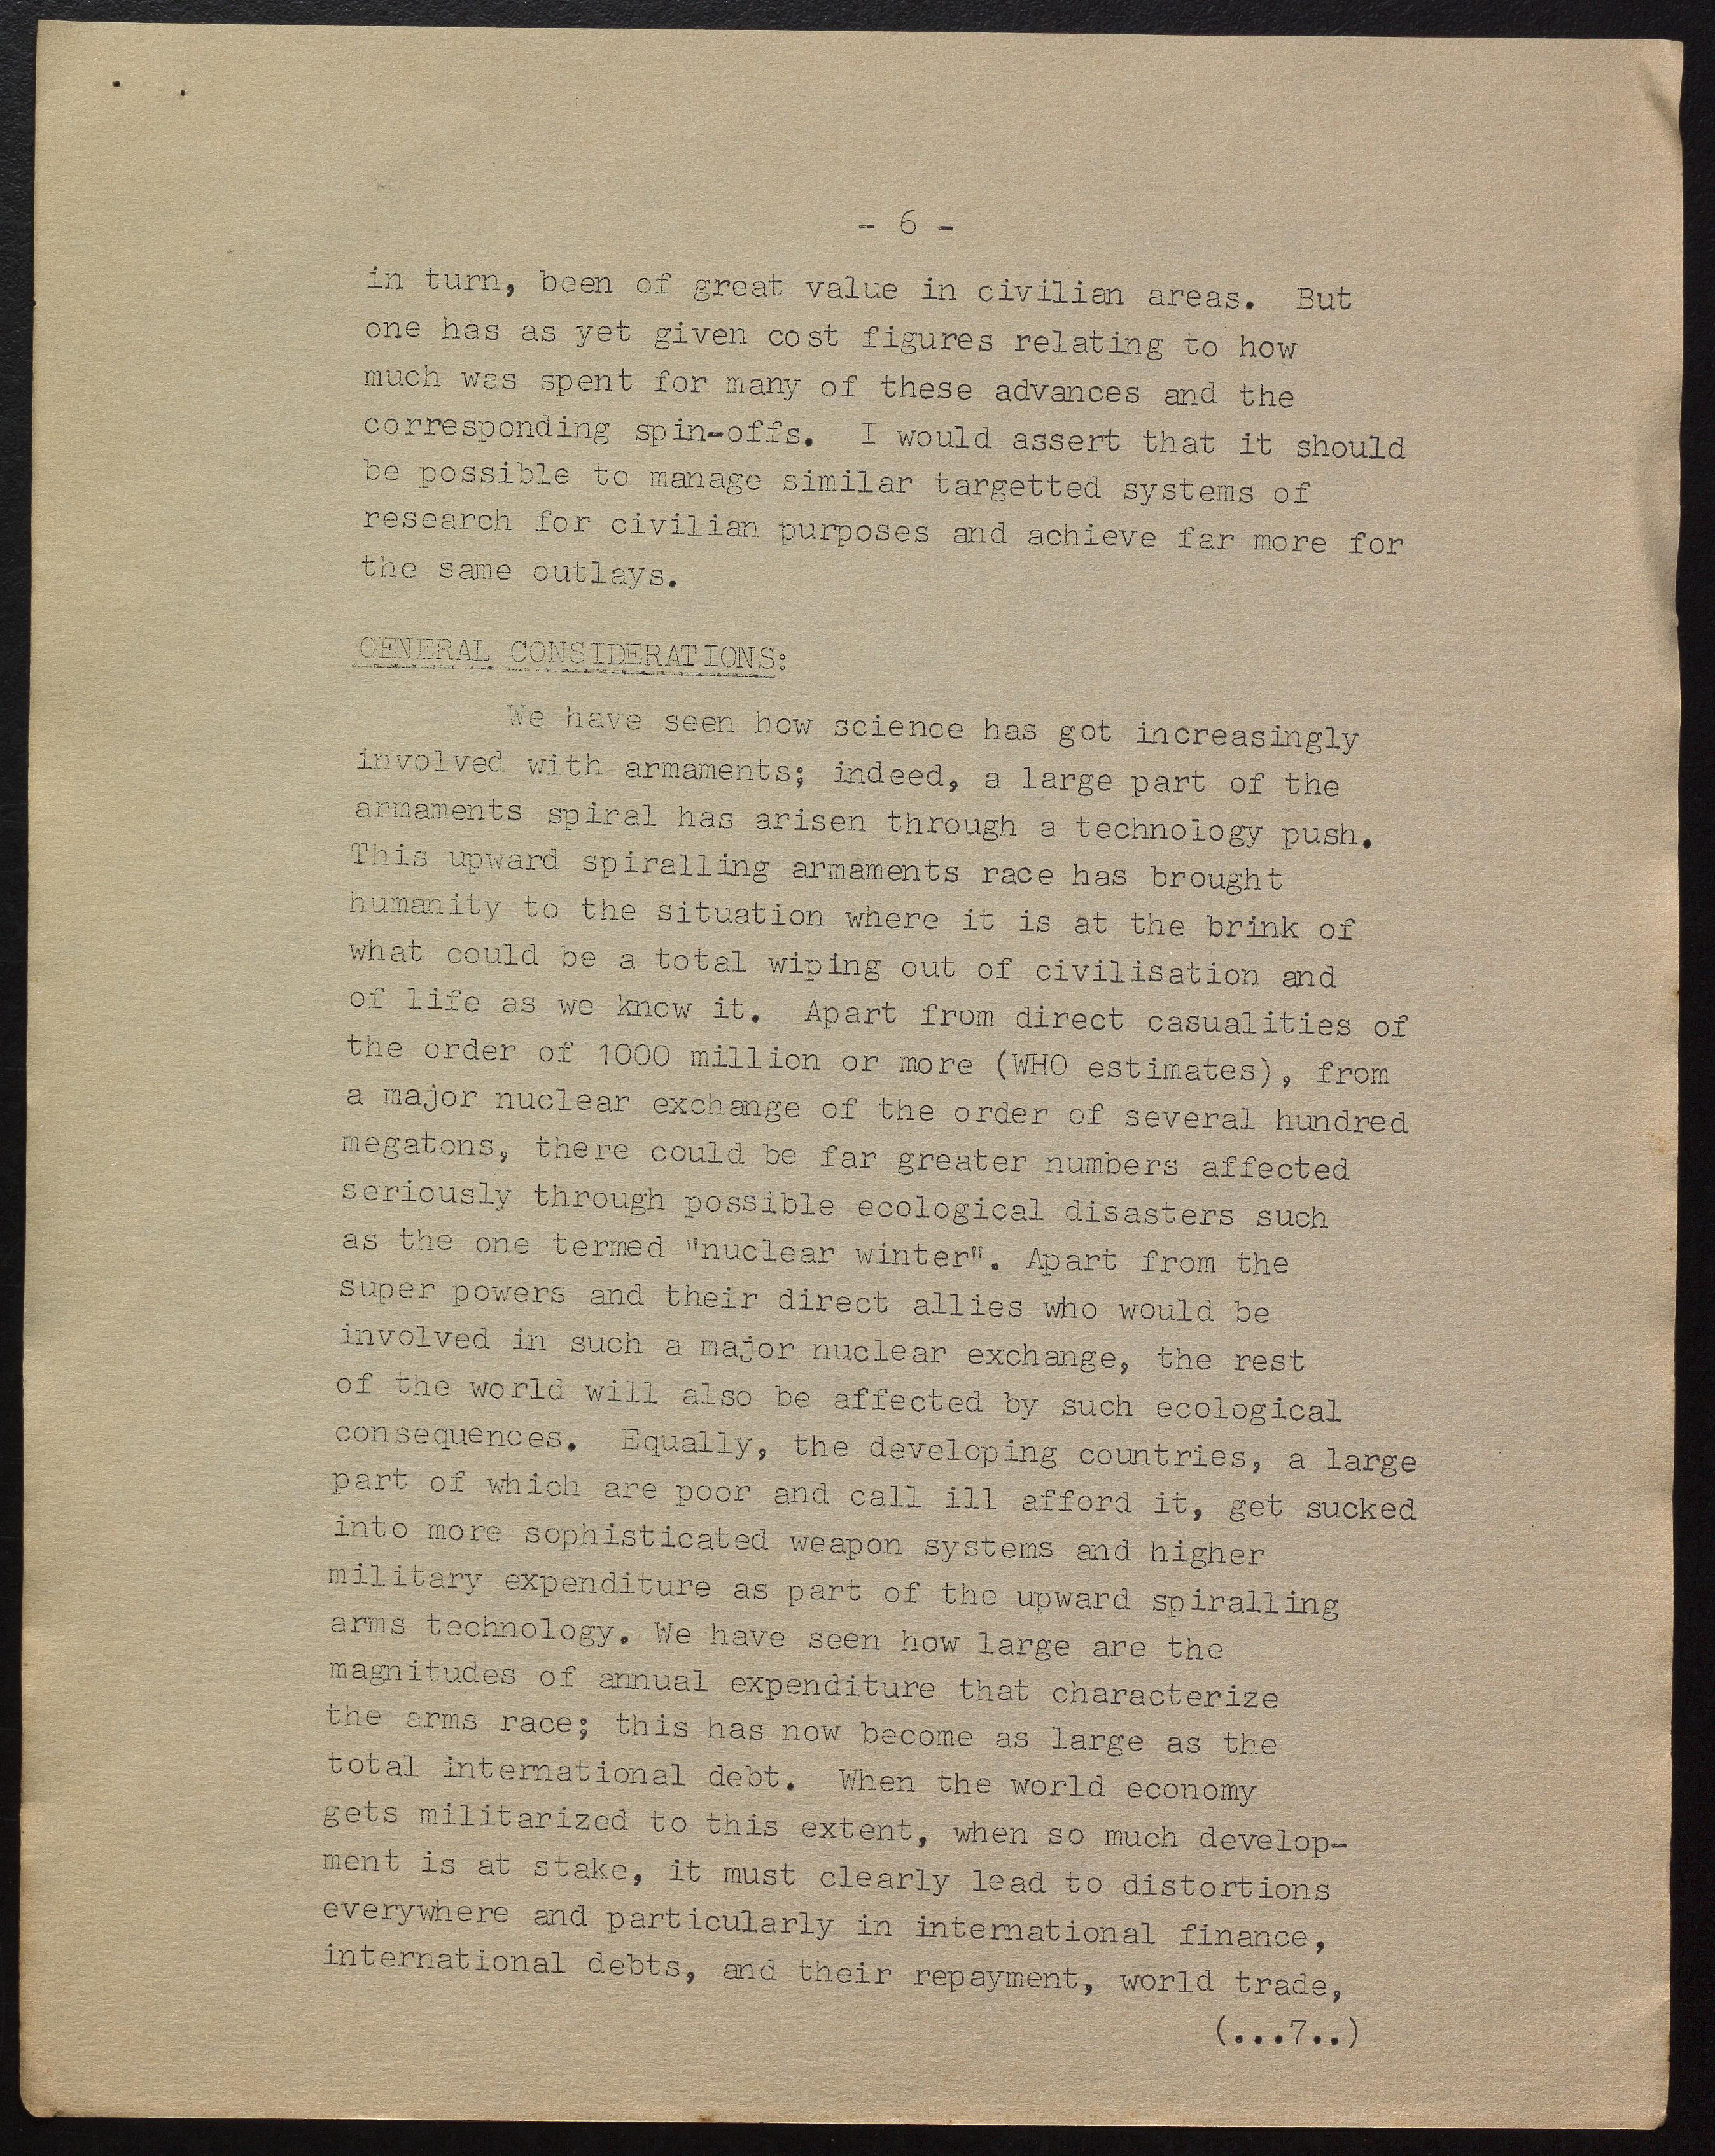 - 6 -
in turn, been of great value in civilian areas. But
one has as yet given cost figures relating to how
much was spent for many of these advances and the
corresponding spin-offs. I would assert that it should
be possible to manage similar targetted systems of
research for civilian purposes and achieve far more for
the same outlays.
GENERAL CONSIDERATIONS:
We have seen how science has got increasingly
involved with armaments; indeed, a large part of the
armaments spiral has arisen through a technology push.
This upward spiralling armaments race has brought
humanity to the situation where it is at the brink of
what could be a total wiping out of civilisation and
of life as we know it. Apart from direct casualities of
the order of 1000 million or more (WHO estimates), from
a major nuclear exchange of the order of several hundred
megatons, there could be far greater numbers affected
seriously through possible ecological disasters such
as the one termed "nuclear winter". Apart from the
super powers and their direct allies who would be
involved in such a major nuclear exchange, the rest
of the world will also be affected by such ecological
consequences. Equally, the developing countries, a large
part of which are poor and call ill afford it, get sucked
into more sophisticated weapon systems and higher
military expenditure as part of the upward spiralling
arms technology. We have seen how large are the
magnitudes of annual expenditure that characterize
the arms race; this has now become as large as the
total international debt. When the world economy
gets militarized to this extent, when so much develop-
ment is at stake, it must clearly lead to distortions
everywhere and particularly in international finance,
international debts, and their repayment, world trade,
(...7..)